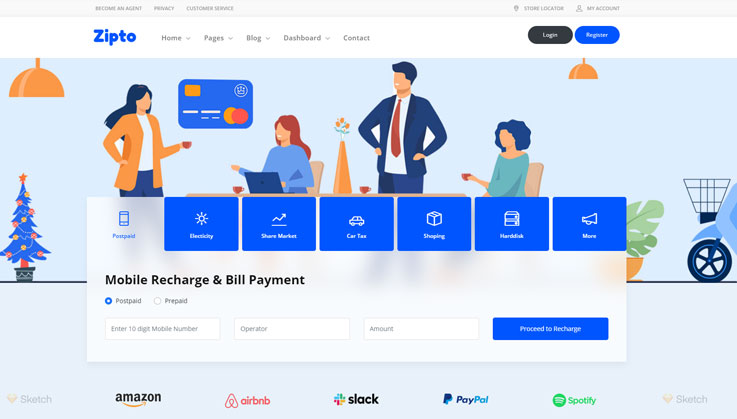 BECOME AN AGENT PRIVACY CUSTOMER SERVICE STORE LOCATOR MY ACCOUNT
Zipto Home Pages Blog Dashboard Contact Login Register
Postpaid Electicity Share Market Car Tax Shoping Harddisk More
Mobile Recharge & Bill Payment
Postpaid Prepaid
Enter 10 digit Mobile Number Operator Amount Proceed to Recharge
Sketch amazon airbnb slack PayPal Spotify Sketch